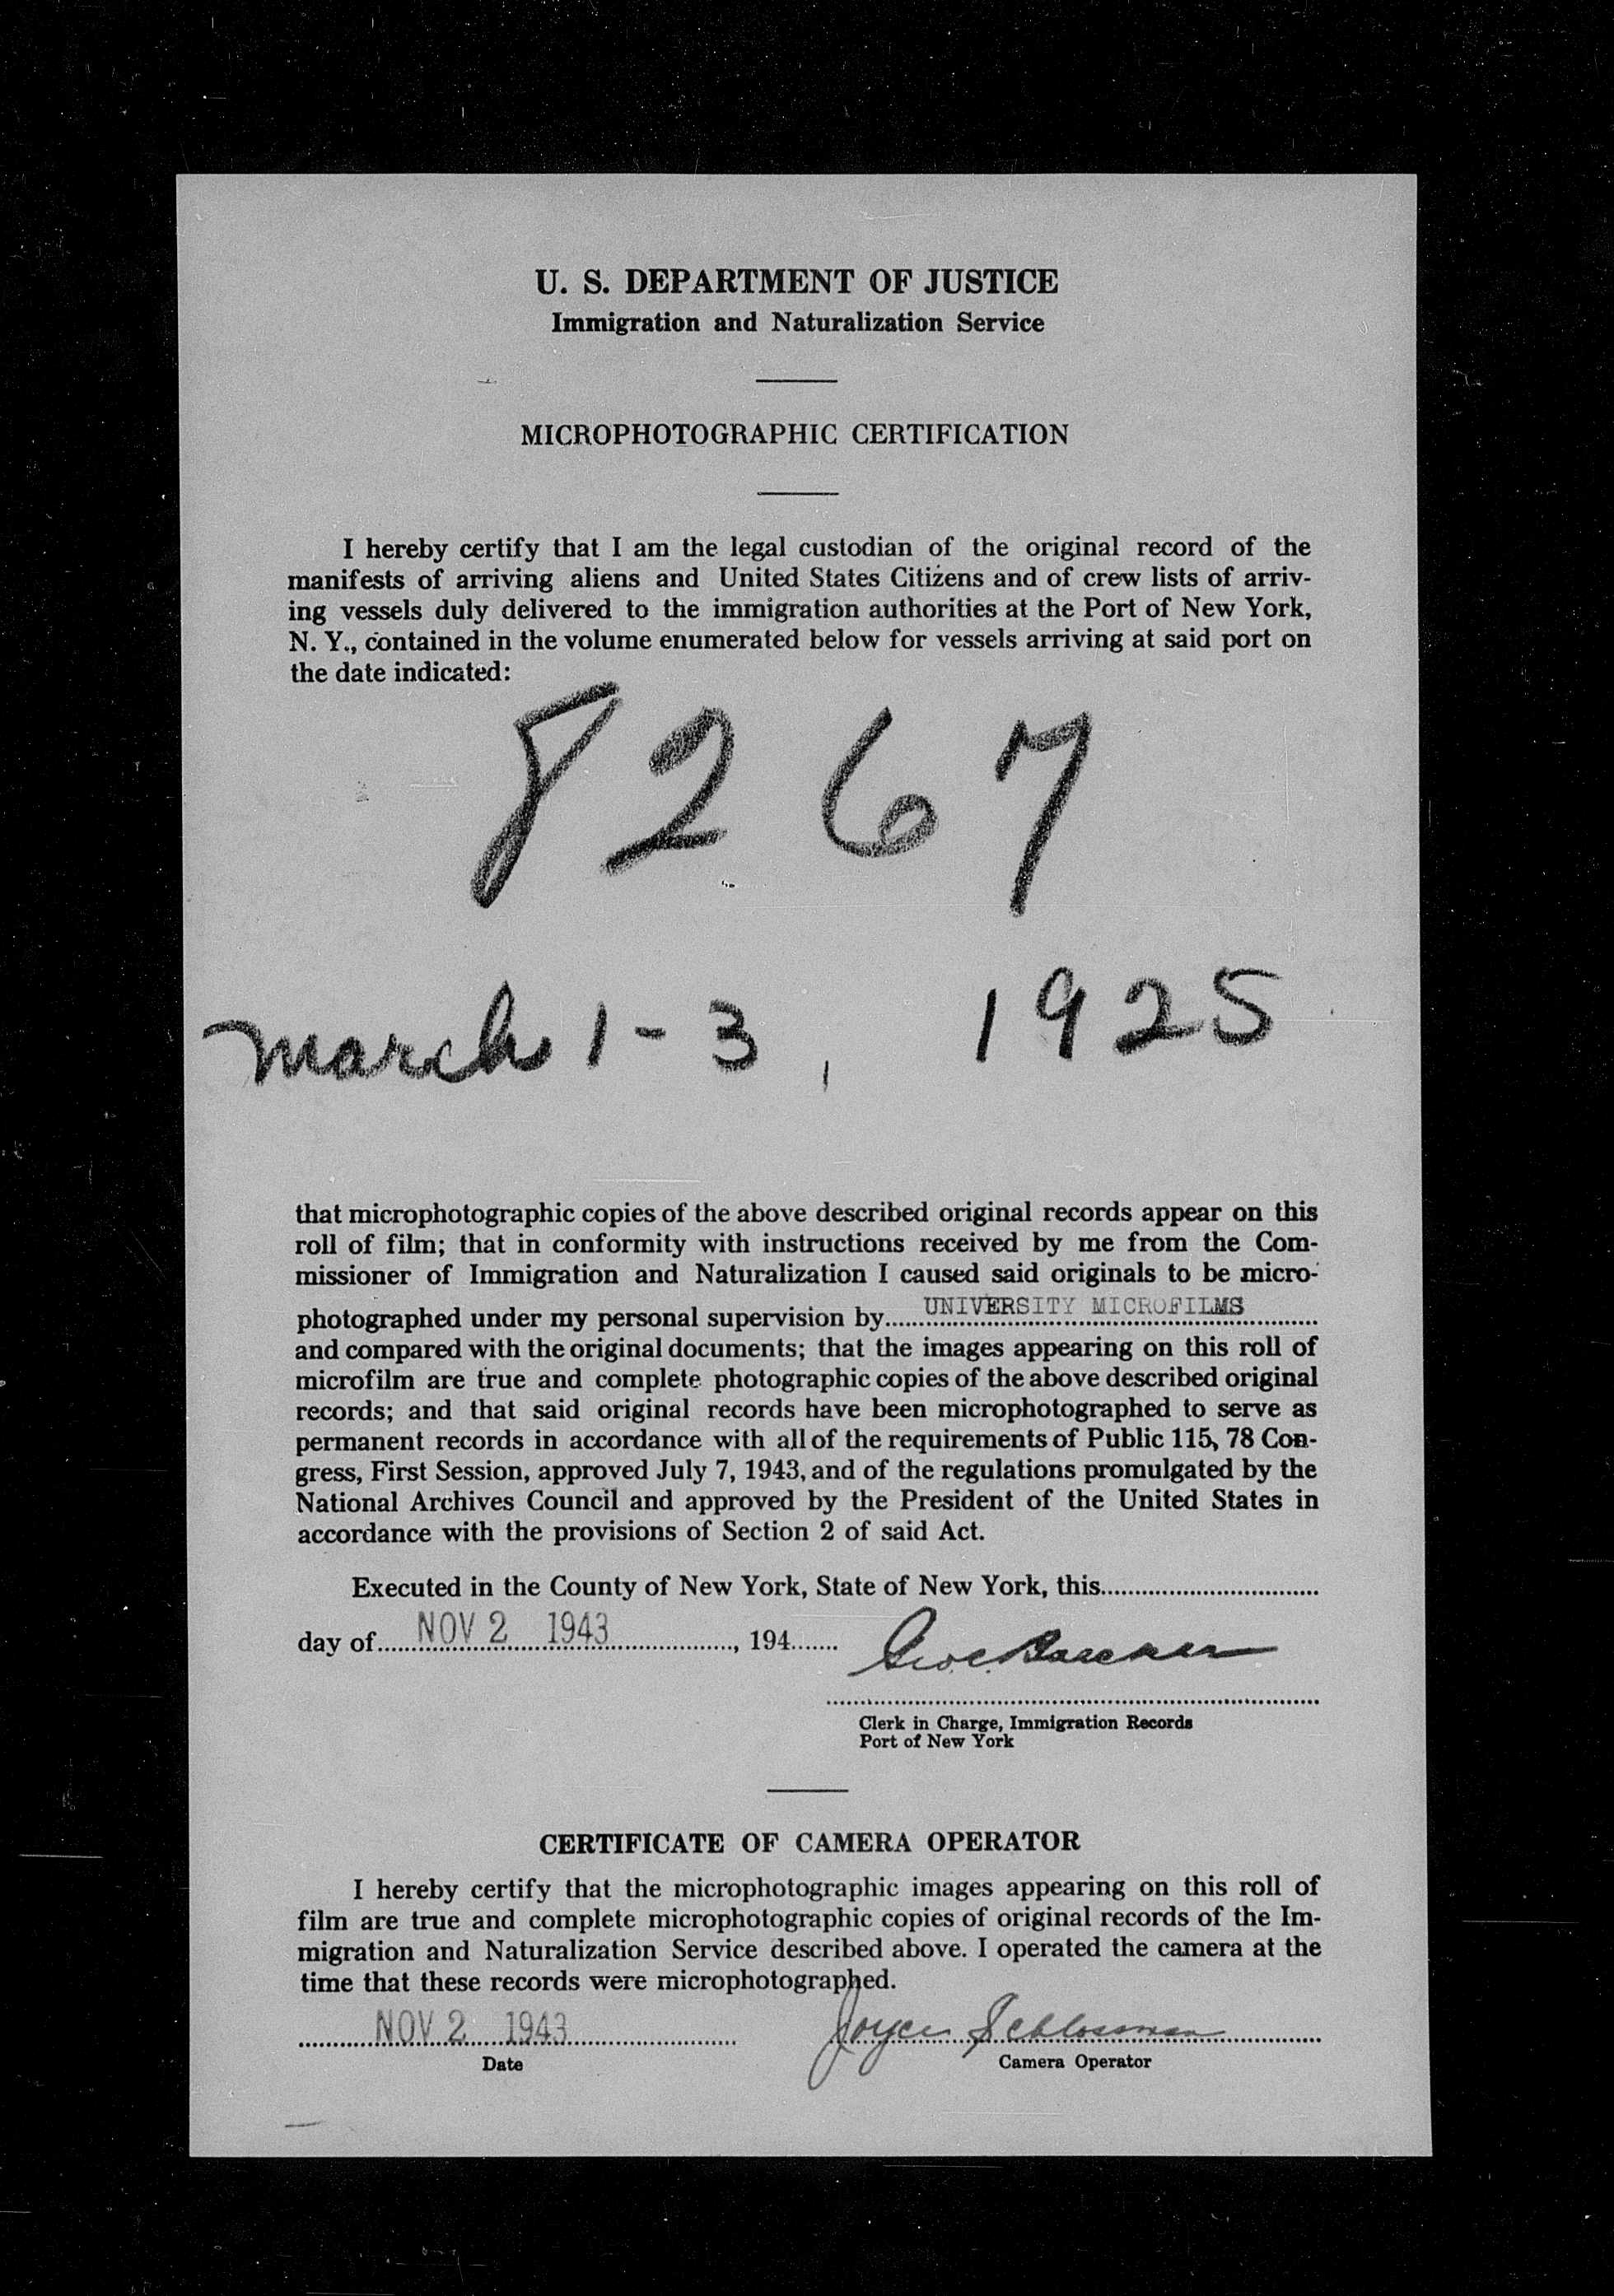 U. S. DEPARTMENT OF JUSTICE
Immigration and Naturalization Service
MICROPHOTOGRAPHIC CERTIFICATION
I hereby certify that I am the legal custodian of the original record of the
manifests of arriving aliens and United States Citizens and of crew lists of arriv-
ing vessels duly delivered to the immigration authorities at the Port of New York,
N. Y., contained in the volume enumerated below for vessels arriving at said port on
the date indicated:
8267
March 1-3, 1925
that microphotographic copies of the above described original records appear on this
roll of film; that in conformity with instructions received by me from the Com-
missioner of Immigration and Naturalization I caused said originals to be micro-
photographed under my personal supervision by UNIVERSITY MICROFILMS
and compared with the original documents; that the images appearing on this roll of
microfilm are true and complete photographic copies of the above described original
records; and that said original records have been microphotographed to serve as
permanent records in accordance with all of the requirements of Public 115, 78 Con-
gress, First Session, approved July 7, 1943, and of the regulations promulgated by the
National Archives Council and approved by the President of the United States in
accordance with the provisions of Section 2 of said Act.
Executed in the County of New York, State of New York, this
day of NOV 2 1943, 194
Clerk in Charge, Immigration Records
Port of New York
CERTIFICATE OF CAMERA OPERATOR
I hereby certify that the microphotographic images appearing on this roll of
film are true and complete microphotographic copies of original records of the Im-
migration and Naturalization Service described above. I operated the camera at the
time that these records were microphotographed.
NOV 2 1943 Joyce Schlossman
Date Camera Operator